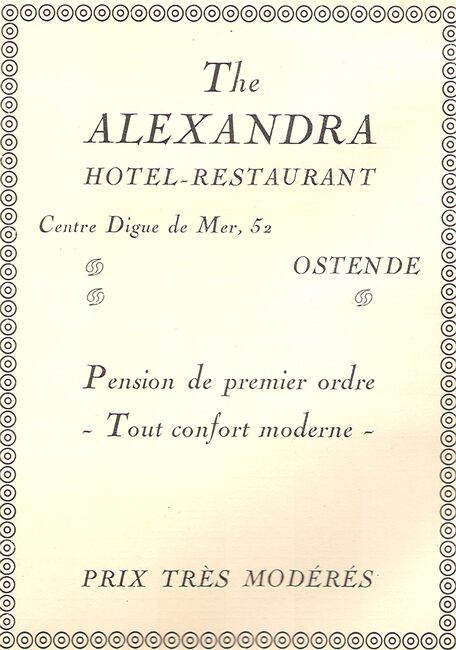 The
ALEXANDRA
HOTEL-RESTAURANT
Centre Digue de Mer, 52
OSTENDE
Pension de premier ordre
~ Tout confort moderne ~
PRIX TRÈS MODÉRÉS